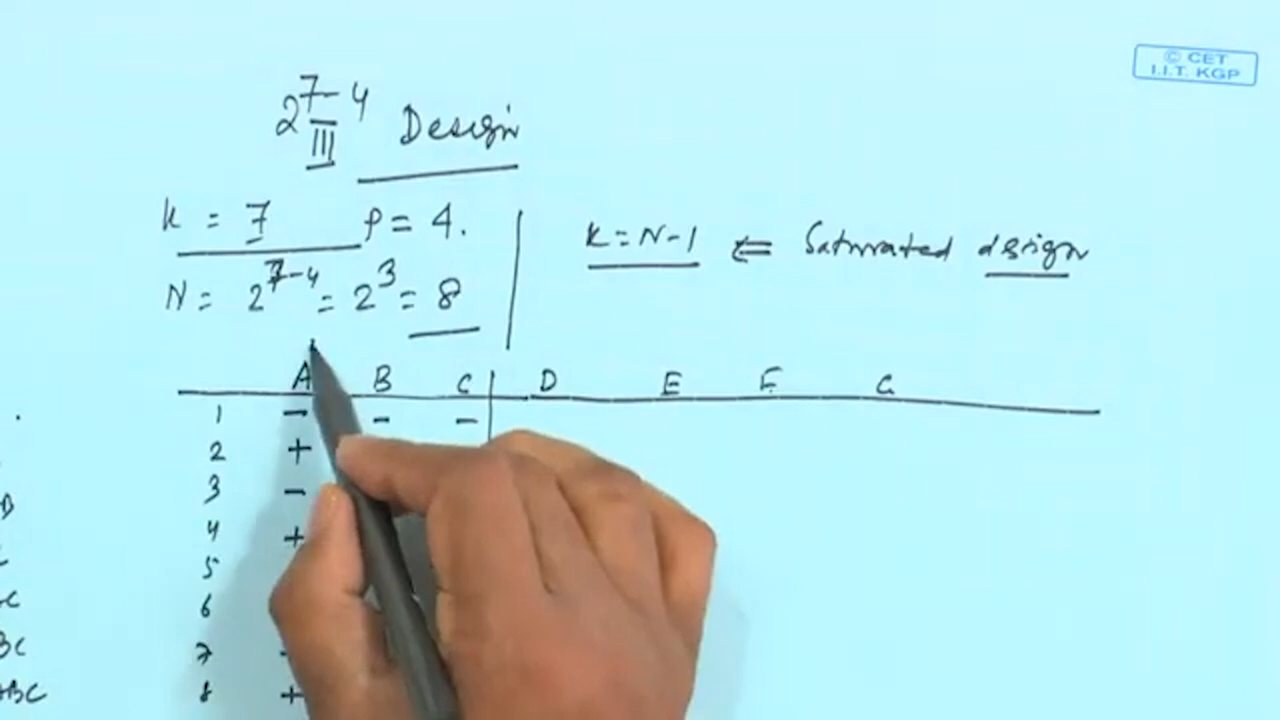 © CET
I.I.T. KGP
2 7-4 III Design
K = 7 P = 4.
K = N-1 ⇐ Saturated design
N = 2^7-4 = 2^3 = 8
A B C D E F G
1 - - -
2 +
3 -
4 +
5
6
7
8 +